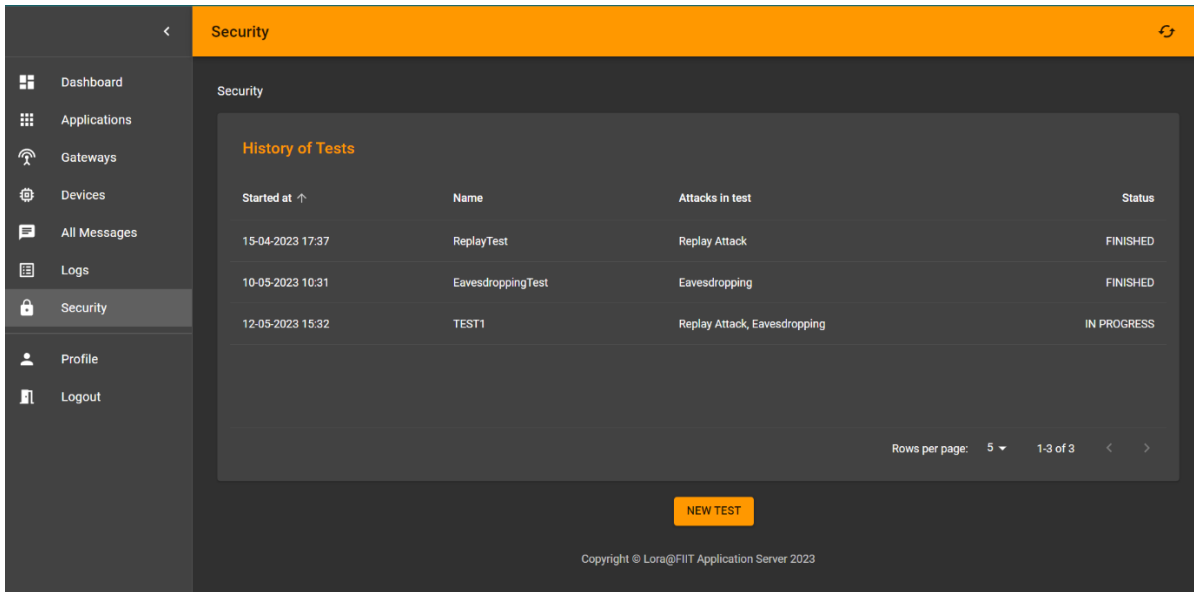 Security
Dashboard
Applications
Gateways
Devices
All Messages
Logs
Security
Profile
Logout
Security
History of Tests
Started at ↑ Name Attacks in test Status
15-04-2023 17:37 ReplayTest Replay Attack FINISHED
10-05-2023 10:31 EavesdroppingTest Eavesdropping FINISHED
12-05-2023 15:32 TEST1 Replay Attack, Eavesdropping IN PROGRESS
Rows per page: 5 1-3 of 3
NEW TEST
Copyright © Lora@FIIT Application Server 2023